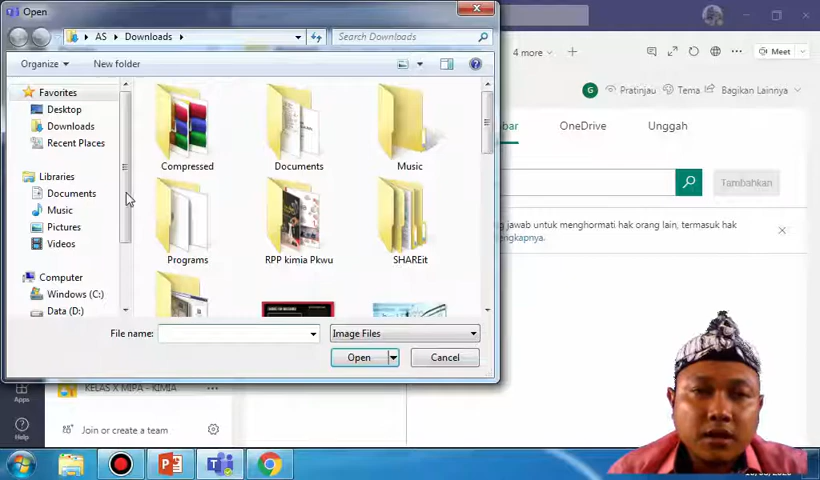 Open
AS
Downloads
Search Downloads
Organize
New folder
4 more
Meet
Favorites
Desktop
Downloads
Recent Places
Libraries
Documents
Music
Pictures
Videos
Computer
Windows (C:)
Data (D:)
Compressed
Documents
Music
Programs
RPP kimia Pkwu
SHAREit
G
Pratinjau
Tema
Bagikan Lainnya
bar
OneDrive
Unggah
Tambahkan
jawab untuk menghormati hak orang lain, termasuk
File name:
Image Files
Open
Cancel
Apps
KELAS X MIPA - KIMIA
Help
Join or create a team